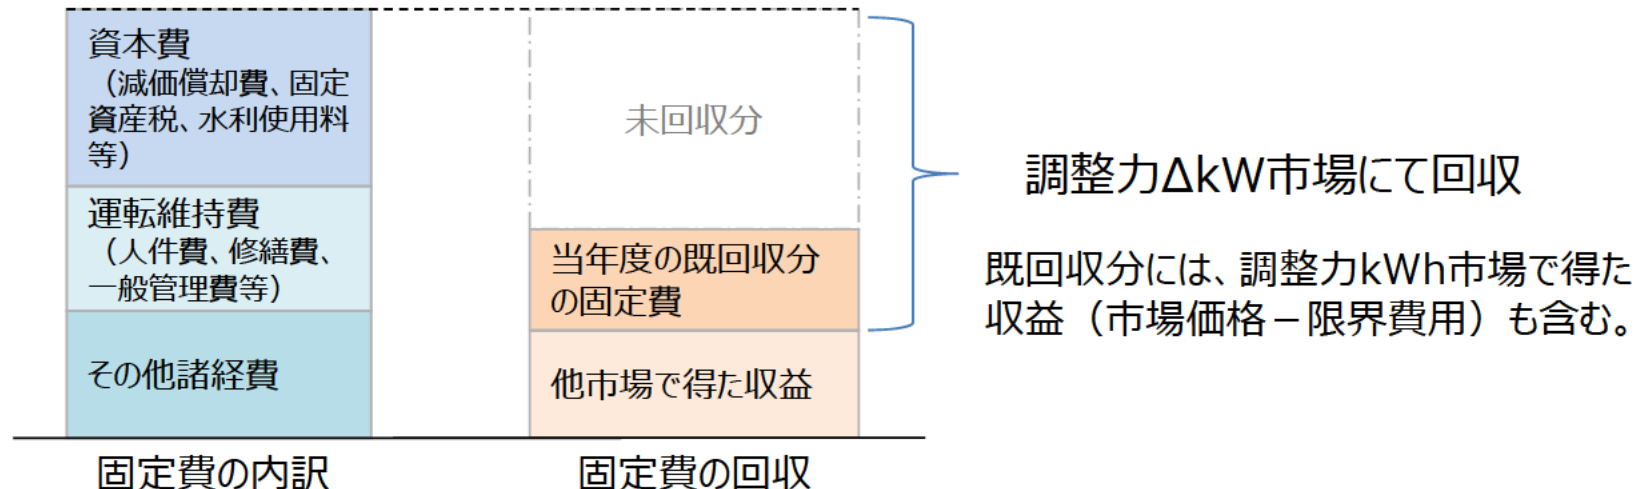 資本費
（減価償却費、固定
資産税、水利使用料
等）
運転維持費
（人件費、修繕費、
一般管理費等）
その他諸経費
固定費の内訳
未回収分
当年度の既回収分
の固定費
他市場で得た収益
固定費の回収
調整力ΔkW市場にて回収
既回収分には、調整力kWh市場で得た
収益（市場価格－限界費用）も含む。